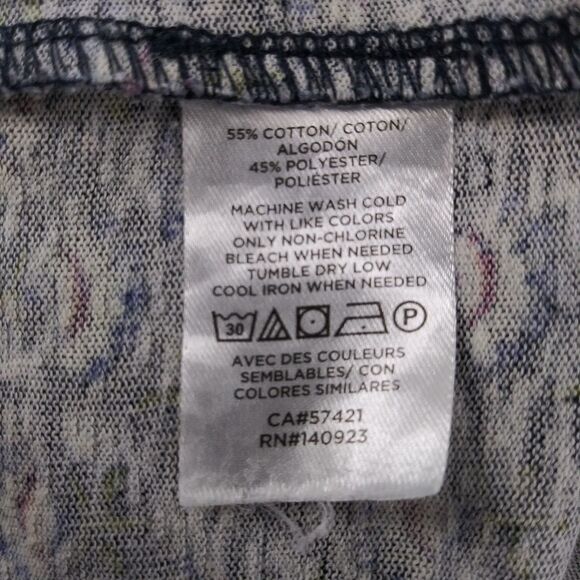 55% COTTON/ COTON/
ALGODÓN
45% POLYESTER/
POLIÉSTER
MACHINE WASH COLD
WITH LIKE COLORS
ONLY NON-CHLORINE
BLEACH WHEN NEEDED
TUMBLE DRY LOW
COOL IRON WHEN NEEDED
30 P
AVEC DES COULEURS
SEMBLABLES/ CON
COLORES SIMILARES
CA#57421
RN#140923